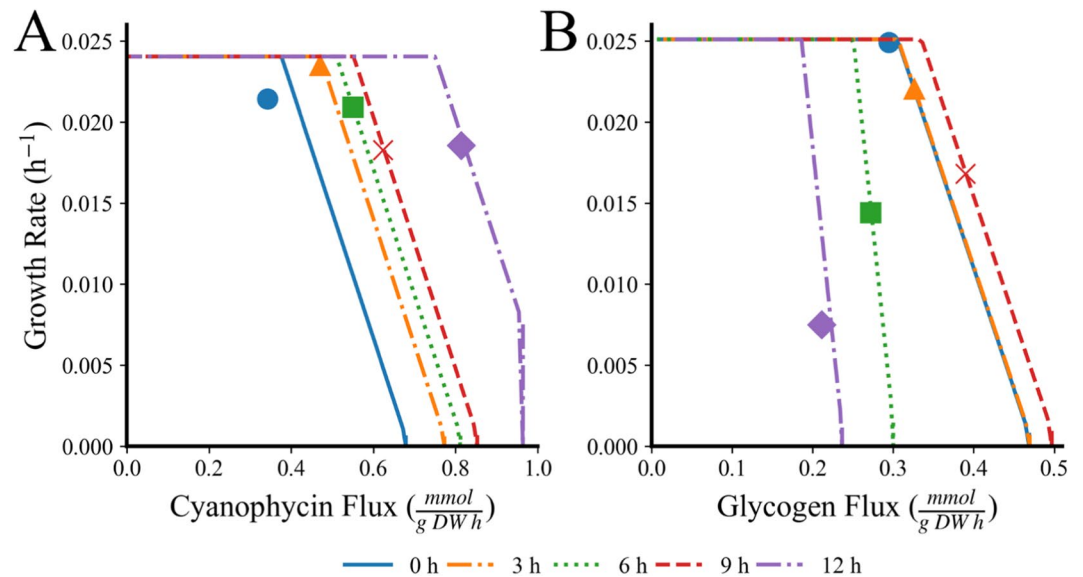 A
B
Growth Rate (h⁻¹)
0.025
0.020
0.015
0.010
0.005
0.000
0.0 0.2 0.4 0.6 0.8 1.0
Cyanophycin Flux (mmol/g DW h)
0.025
0.020
0.015
0.010
0.005
0.000
0.0 0.1 0.2 0.3 0.4 0.5
Glycogen Flux (mmol/g DW h)
0 h 3 h 6 h 9 h 12 h